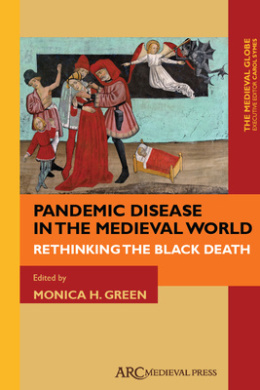 THE MEDIEVAL GLOBE
EXECUTIVE EDITOR CAROL SYMES
PANDEMIC DISEASE
IN THE MEDIEVAL WORLD
RETHINKING THE BLACK DEATH
Edited by
MONICA H. GREEN
ARC MEDIEVAL PRESS